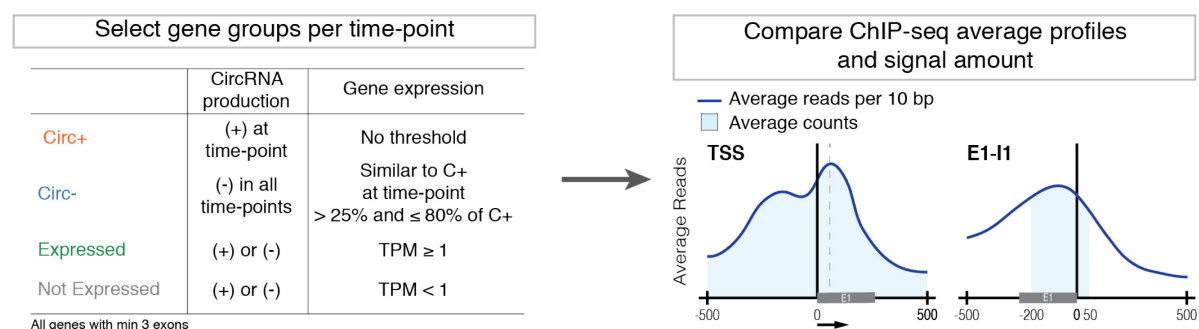 Select gene groups per time-point
CircRNA
production
Gene expression
Circ+
(+) at
time-point
No threshold
Circ-
(-) in all
time-points
Similar to C+
at time-point
> 25% and ≤ 80% of C+
Expressed
(+) or (-)
TPM ≥ 1
Not Expressed
(+) or (-)
TPM < 1
All genes with min 3 exons
Compare ChIP-seq average profiles
and signal amount
Average reads per 10 bp
Average counts
TSS
E1-I1
Average Reads
E1
E1
-500
0
500
-500
-200
0
50
500